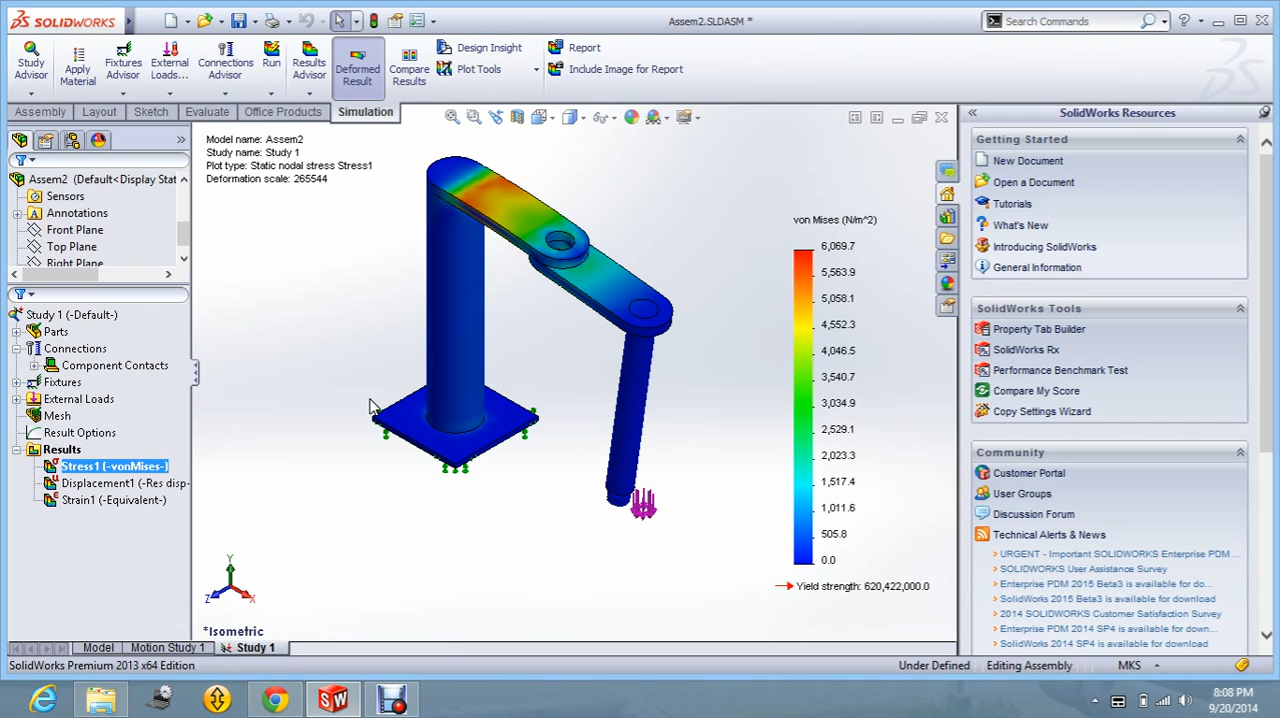 SOLIDWORKS
Assem2.SLDASM *
Search Commands
Study Advisor
Apply Material
Fixtures Advisor
External Loads...
Connections Advisor
Run
Results Advisor
Deformed Result
Compare Results
Design Insight
Plot Tools
Report
Include Image for Report
Assembly
Layout
Sketch
Evaluate
Office Products
Simulation
Assem2 (Default<Display Stat
Sensors
Annotations
Front Plane
Top Plane
Right Plane
Study 1 (-Default-)
Parts
Connections
Component Contacts
Fixtures
External Loads
Mesh
Result Options
Results
Stress1 (-vonMises-)
Displacement1 (-Res disp-
Strain1 (-Equivalent-)
Model name: Assem2
Study name: Study 1
Plot type: Static nodal stress Stress1
Deformation scale: 265544
von Mises (N/m^2)
6,069.7
5,563.9
5,058.1
4,552.3
4,046.5
3,540.7
3,034.9
2,529.1
2,023.3
1,517.4
1,011.6
505.8
0.0
Yield strength: 620,422,000.0
Y
Z
X
*Isometric
SolidWorks Resources
Getting Started
New Document
Open a Document
Tutorials
What's New
Introducing SolidWorks
General Information
SolidWorks Tools
Property Tab Builder
SolidWorks Rx
Performance Benchmark Test
Compare My Score
Copy Settings Wizard
Community
Customer Portal
User Groups
Discussion Forum
Technical Alerts & News
URGENT - Important SOLIDWORKS Enterprise PDM ...
SOLIDWORKS User Assistance Survey
Enterprise PDM 2015 Beta3 is available for do...
SolidWorks 2015 Beta3 is available for download
2014 SOLIDWORKS Customer Satisfaction Survey
Enterprise PDM 2014 SP4 is available for down...
SolidWorks 2014 SP4 is available for download
Model
Motion Study 1
Study 1
SolidWorks Premium 2013 x64 Edition
Under Defined
Editing Assembly
MKS
8:08 PM
9/20/2014